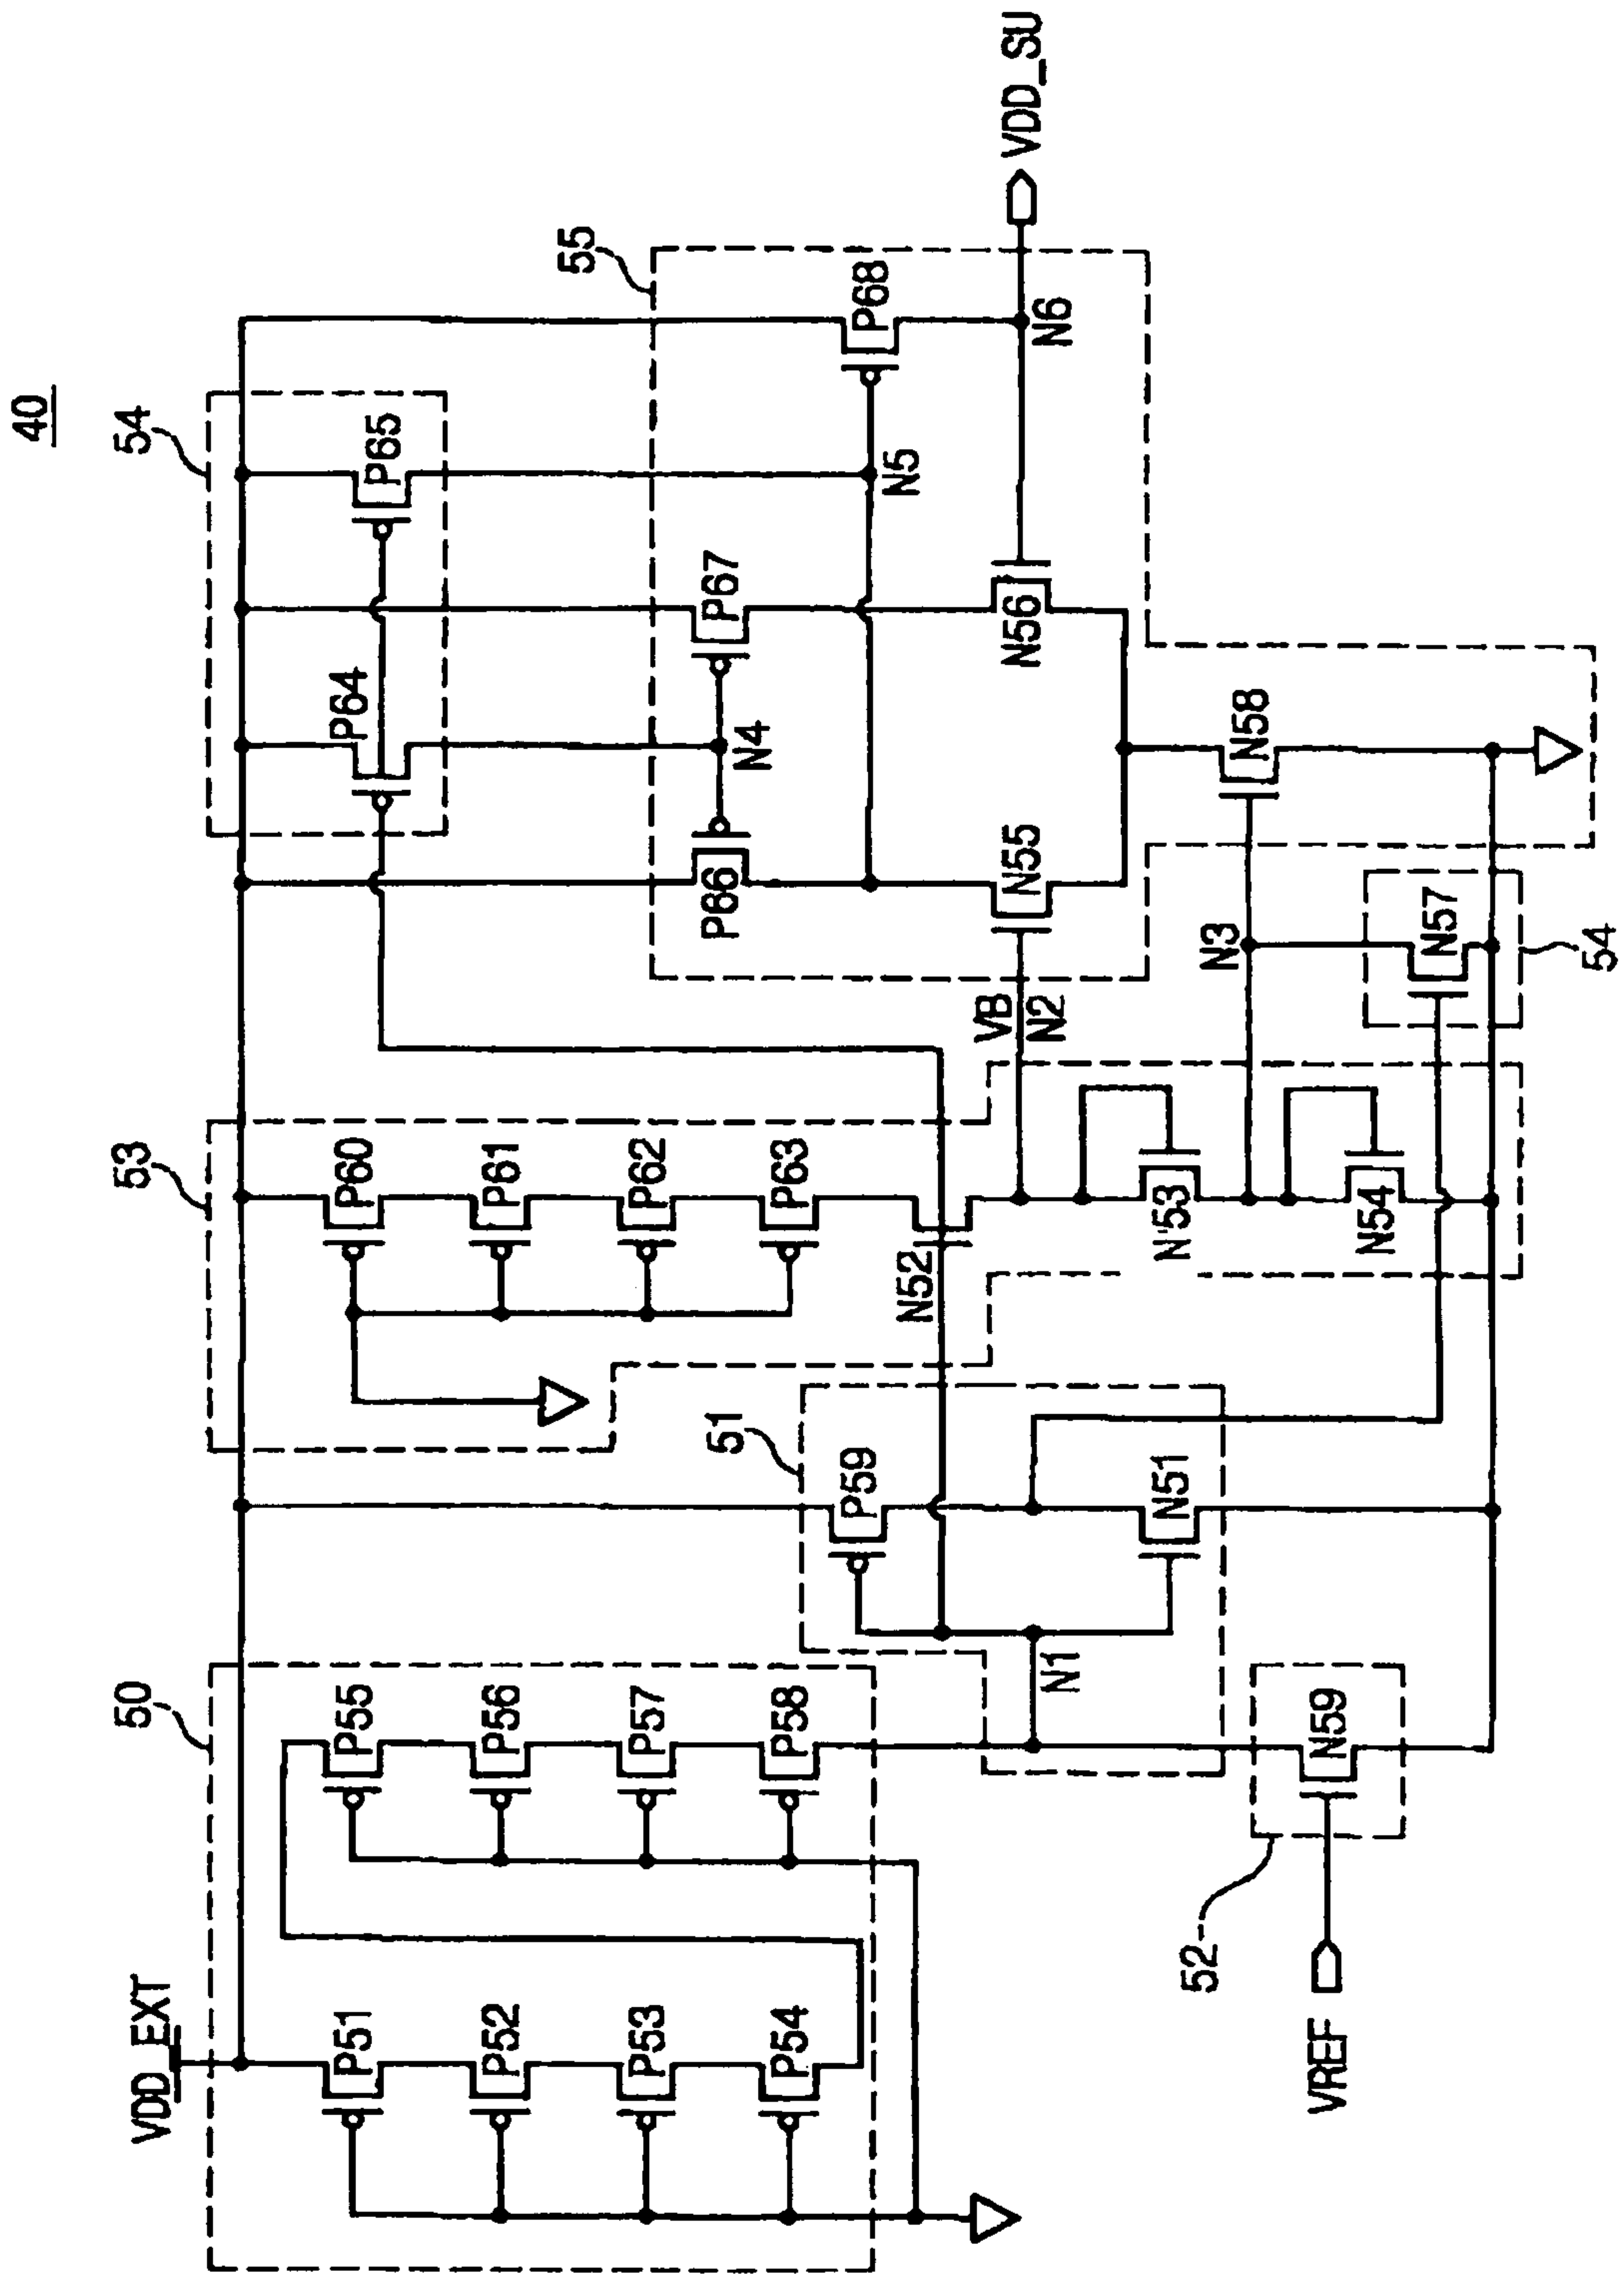 40
VDD_EXT
50
P51
P52
P53
P54
P55
P56
P57
P58
N1
52
N59
VREF
51
P59
N51
53
P60
P61
P62
P63
N52
N53
N54
VB
N2
N3
N57
54
54
P64
P65
55
P66
P67
P68
N4
N5
N55
N56
N58
N6
VDD_SU